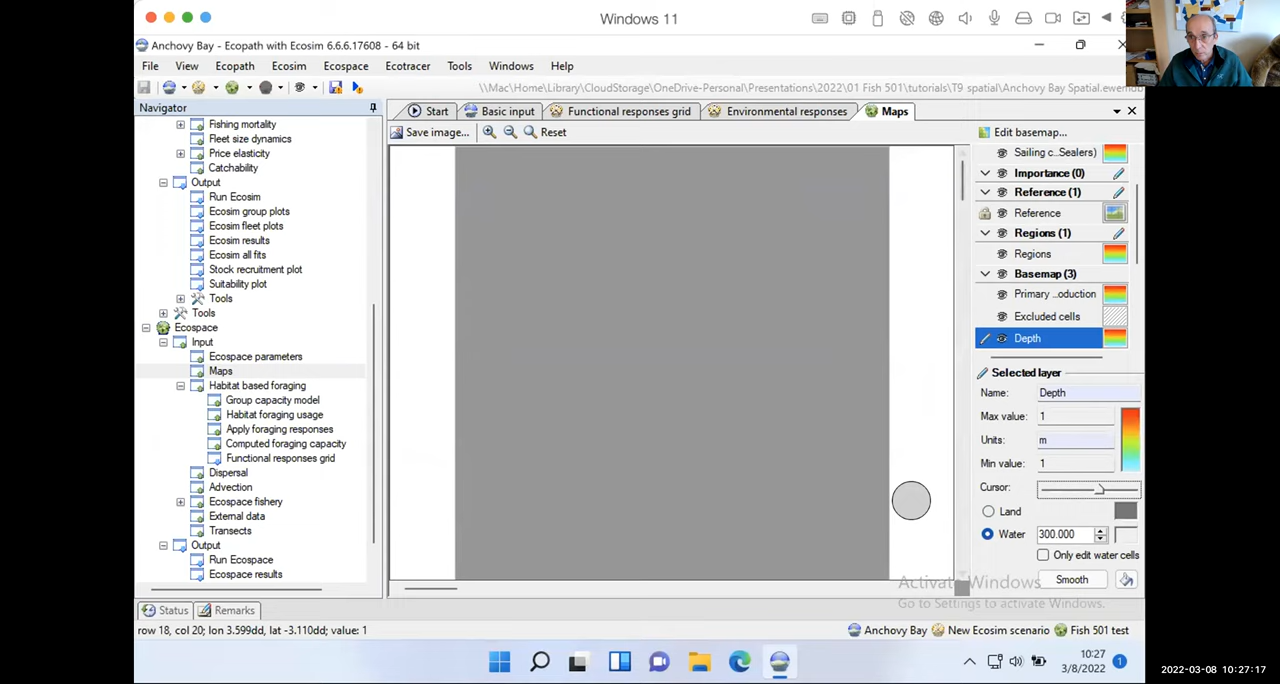 Windows 11
Anchovy Bay - Ecopath with Ecosim 6.6.6.17608 - 64 bit
File View Ecopath Ecosim Ecospace Ecotracer Tools Windows Help
\\Mac\Home\Library\CloudStorage\OneDrive-Personal\Presentations\2022\01 Fish 501\tutorials\T9 spatial\Anchovy Bay Spatial.ewemdb
Navigator
Start Basic input Functional responses grid Environmental responses Maps
Save image... Reset
Edit basemap...
Fishing mortality
Fleet size dynamics
Price elasticity
Catchability
Output
Run Ecosim
Ecosim group plots
Ecosim fleet plots
Ecosim results
Ecosim all fits
Stock recruitment plot
Suitability plot
Tools
Tools
Ecospace
Input
Ecospace parameters
Maps
Habitat based foraging
Group capacity model
Habitat foraging usage
Apply foraging responses
Computed foraging capacity
Functional responses grid
Dispersal
Advection
Ecospace fishery
External data
Transects
Output
Run Ecospace
Ecospace results
Sailing c...Sealers)
Importance (0)
Reference (1)
Reference
Regions (1)
Regions
Basemap (3)
Primary ...oduction
Excluded cells
Depth
Selected layer
Name: Depth
Max value: 1
Units: m
Min value: 1
Cursor:
Land
Water 300.000
Only edit water cells
Smooth
Activate Windows
Go to Settings to activate Windows.
Status Remarks
row 18, col 20; lon 3.599dd, lat -3.110dd; value: 1
Anchovy Bay New Ecosim scenario Fish 501 test
10:27
3/8/2022
1
2022-03-08 10:27:17